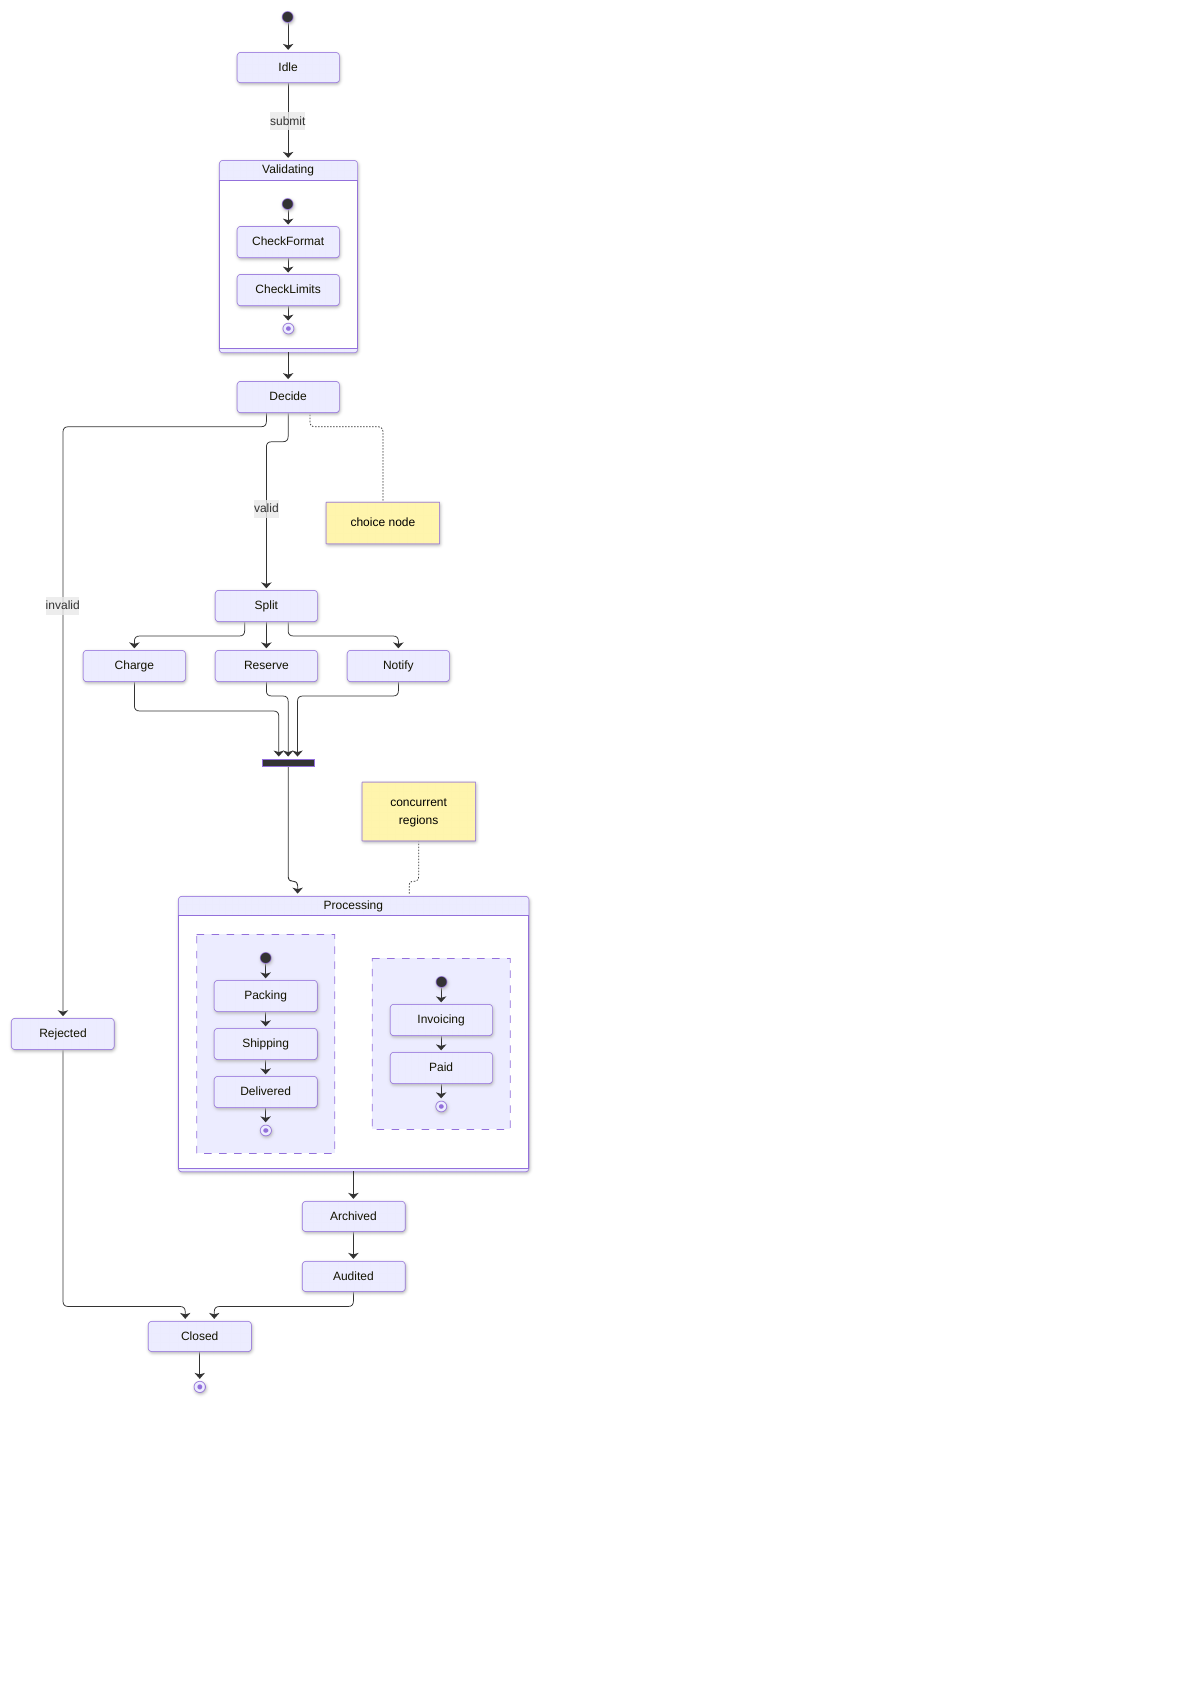 Idle
submit
Validating
CheckFormat
CheckLimits
Decide
valid
choice node
Split
invalid
Charge
Reserve
Notify
concurrent
regions
Processing
Packing
Shipping
Delivered
Invoicing
Paid
Rejected
Archived
Audited
Closed